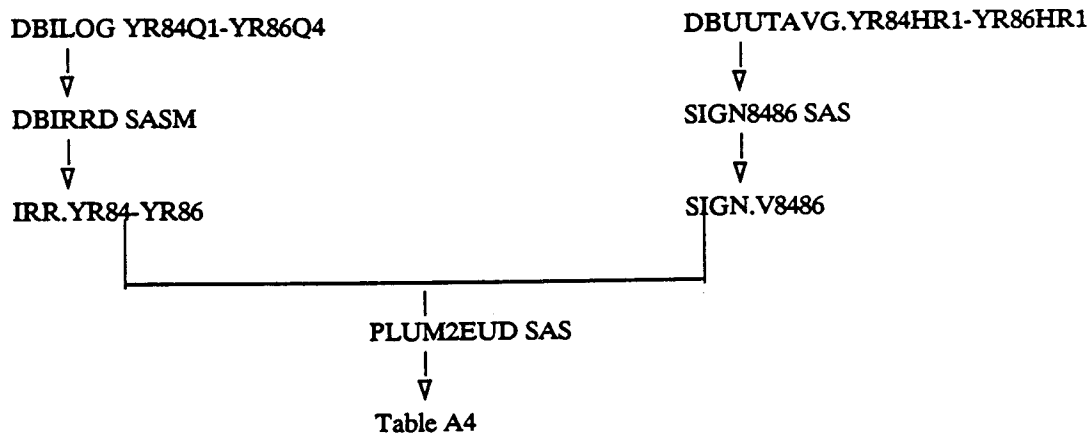 DBILOG YR84Q1-YR86Q4
DBUUTAVG.YR84HR1-YR86HR1
DBIRRD SASM
SIGN8486 SAS
IRR.YR84-YR86
SIGN.V8486
PLUM2EUD SAS
Table A4